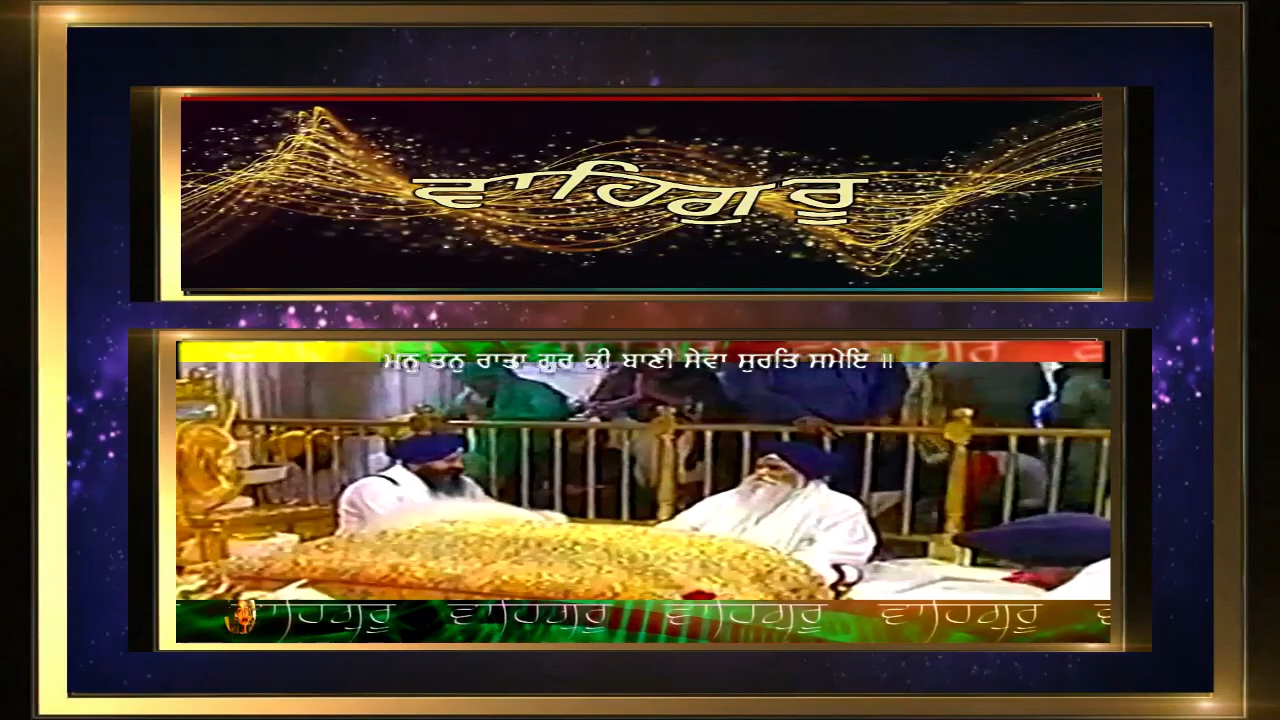 ਵਾਹਿਗੁਰੂ
ਮਨੁ ਤਨੁ ਰਾਤਾ ਗੁਰ ਕੀ ਬਾਣੀ ਸੇਵਾ ਸੁਰਤਿ ਸਮੇਇ ॥
ਵਾਹਿਗੁਰੂ ਵਾਹਿਗੁਰੂ ਵਾਹਿਗੁਰੂ ਵਾਹਿਗੁਰੂ